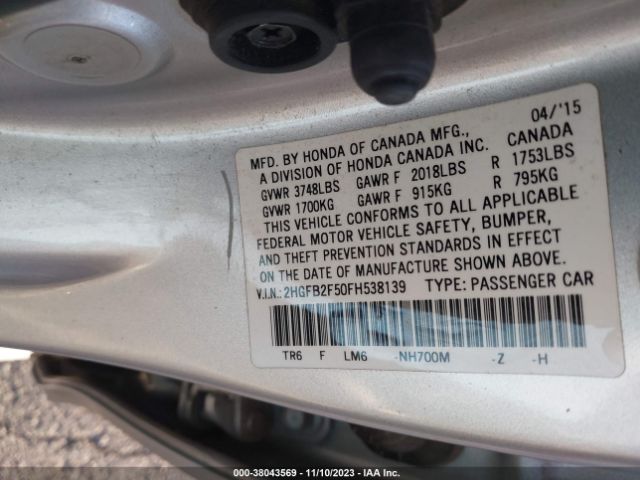 04/'15
MFD. BY HONDA OF CANADA MFG.,
A DIVISION OF HONDA CANADA INC. CANADA
GVWR 3748LBS GAWR F 2018LBS R 1753LBS
GVWR 1700KG GAWR F 915KG R 795KG
THIS VEHICLE CONFORMS TO ALL APPLICABLE
FEDERAL MOTOR VEHICLE SAFETY, BUMPER,
AND THEFT PREVENTION STANDARDS IN EFFECT
ON THE DATE OF MANUFACTURE SHOWN ABOVE.
V.I.N.: 2HGFB2F50FH538139 TYPE: PASSENGER CAR
TR6 F LM6 -NH700M -Z -H
000-38043569 — 11/10/2023 — IAA Inc.